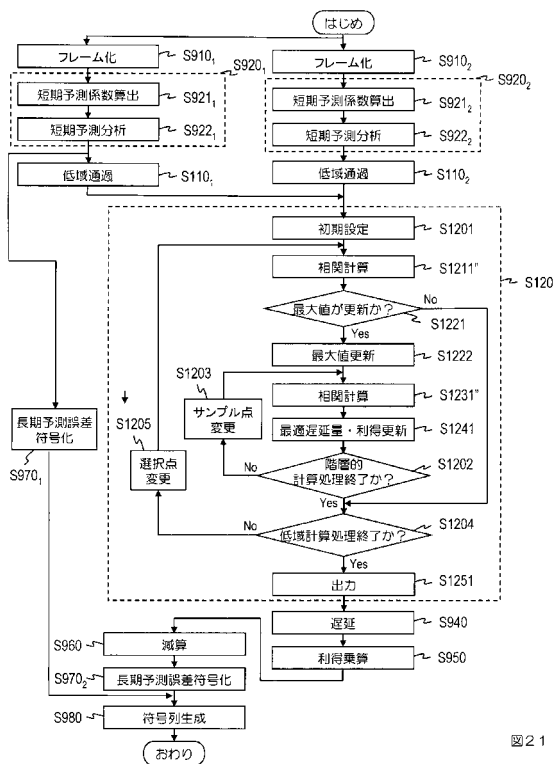 はじめ
フレーム化
S910₁
フレーム化
S910₂
S920₁
S920₂
短期予測係数算出
S921₁
短期予測係数算出
S921₂
短期予測分析
S922₁
短期予測分析
S922₂
低域通過
S110₁
低域通過
S110₂
初期設定
S1201
S120
相関計算
S1211"
最大値が更新か?
No
S1221
Yes
最大値更新
S1222
S1203
相関計算
S1231"
サンプル点
変更
S1205
最適遅延量・利得更新
S1241
長期予測誤差
符号化
S970₁
選択点
変更
No
階層的
計算処理終了か?
S1202
Yes
No
低域計算処理終了か?
S1204
Yes
出力
S1251
S960
減算
遅延
S940
S970₂
長期予測誤差符号化
利得乗算
S950
S980
符号列生成
おわり
図21